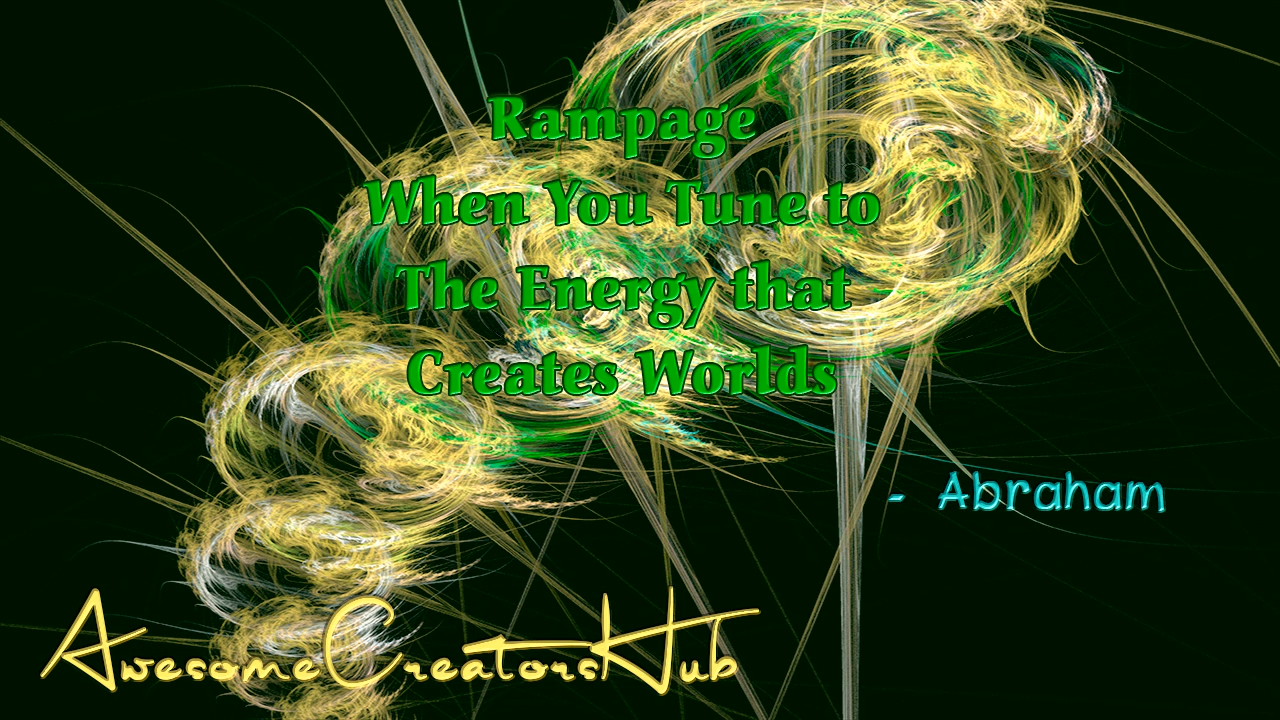 Rampage
When You Tune to
The Energy that
Creates Worlds
- Abraham
AwesomeCreatorsHub